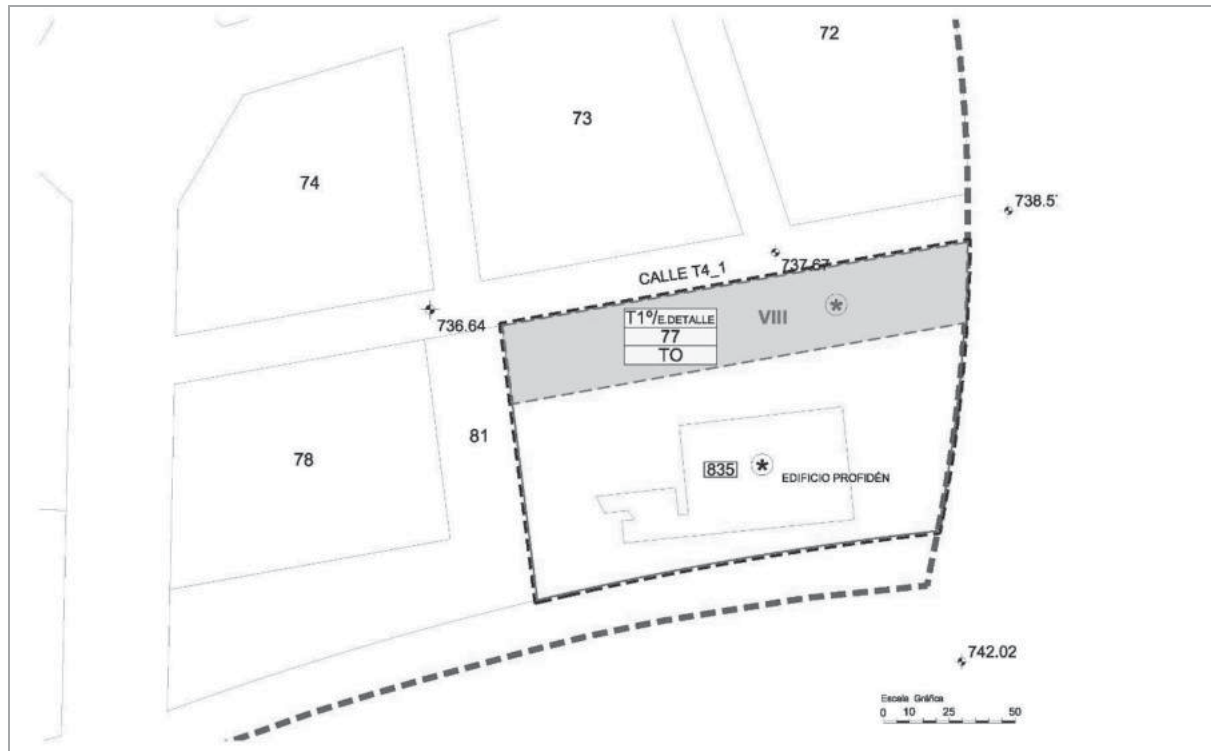 72
73
74
738.5
737.67
CALLE T4_1
736.64
T1º/E.DETALLE
77
TO
VIII
*
81
78
835
*
EDIFICIO PROFIDÉN
742.02
Escala Gráfica
0 10 25 50